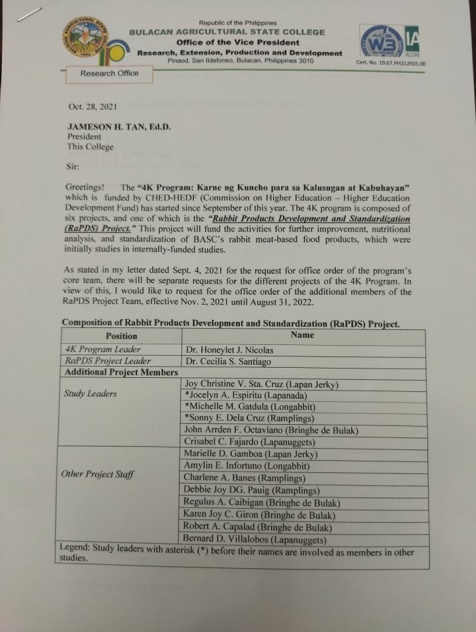 Republic of the Philippines
BULACAN AGRICULTURAL STATE COLLEGE
Office of the Vice President
Research, Extension, Production and Development
Pinaod, San Ildefonso, Bulacan, Philippines 3010
W3
IA
Research Office
Oct. 28, 2021
JAMESON H. TAN, Ed.D.
President
This College
Sir:
Greetings! The "4K Program: Karne ng Kuneho para sa Kalusugan at Kabuhayan"
which is funded by CHED-HEDF (Commission on Higher Education – Higher Education
Development Fund) has started since September of this year. The 4K program is composed of
six projects, and one of which is the "Rabbit Products Development and Standardization
(RaPDS) Project." This project will fund the activities for further improvement, nutritional
analysis, and standardization of BASC's rabbit meat-based food products, which were
initially studies in internally-funded studies.
As stated in my letter dated Sept. 4, 2021 for the request for office order of the program's
core team, there will be separate requests for the different projects of the 4K Program. In
view of this, I would like to request for the office order of the additional members of the
RaPDS Project Team, effective Nov. 2, 2021 until August 31, 2022.
Composition of Rabbit Products Development and Standardization (RaPDS) Project.
Position Name
4K Program Leader Dr. Honeylet J. Nicolas
RaPDS Project Leader Dr. Cecilia S. Santiago
Additional Project Members
Study Leaders
Joy Christine V. Sta. Cruz (Lapan Jerky)
*Jocelyn A. Espiritu (Lapanada)
*Michelle M. Gatdula (Longabbit)
*Sonny E. Dela Cruz (Ramplings)
John Arrden F. Octaviano (Bringhe de Bulak)
Crisabel C. Fajardo (Lapanuggets)
Other Project Staff
Marielle D. Gamboa (Lapan Jerky)
Amylin E. Infortuno (Longabbit)
Charlene A. Banes (Ramplings)
Debbie Joy DG. Pauig (Ramplings)
Regulus A. Caibigan (Bringhe de Bulak)
Karen Joy C. Giron (Bringhe de Bulak)
Robert A. Capalad (Bringhe de Bulak)
Bernard D. Villalobos (Lapanuggets)
Legend: Study leaders with asterisk (*) before their names are involved as members in other
studies.